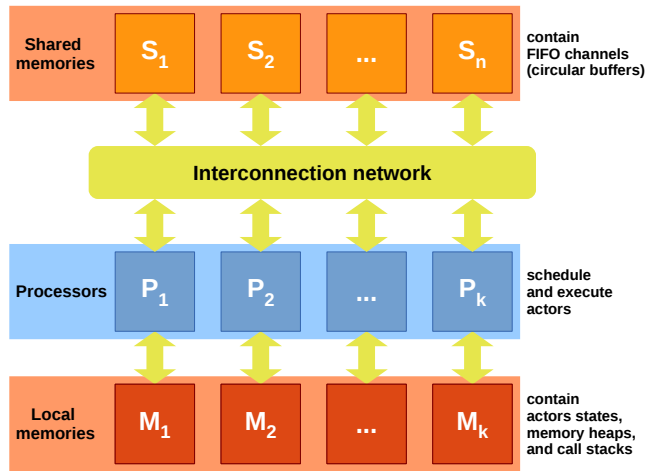 Shared
memories
S1
S2
...
Sn
contain
FIFO channels
(circular buffers)
Interconnection network
Processors
P1
P2
...
Pk
schedule
and execute
actors
Local
memories
M1
M2
...
Mk
contain
actors states,
memory heaps,
and call stacks